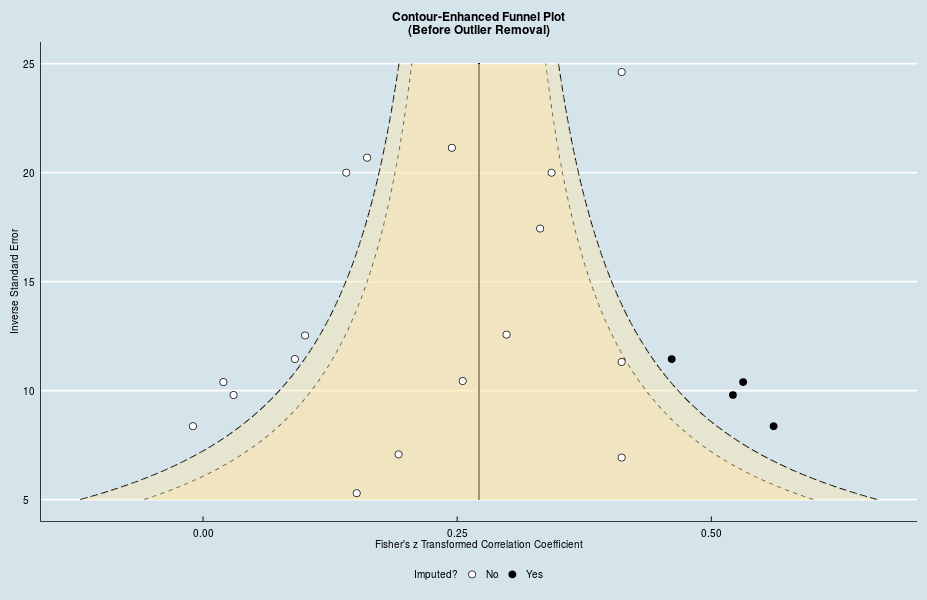 Contour-Enhanced Funnel Plot
(Before Outlier Removal)
25
20
15
10
5
Inverse Standard Error
0.00 0.25 0.50
Fisher's z Transformed Correlation Coefficient
Imputed? No Yes